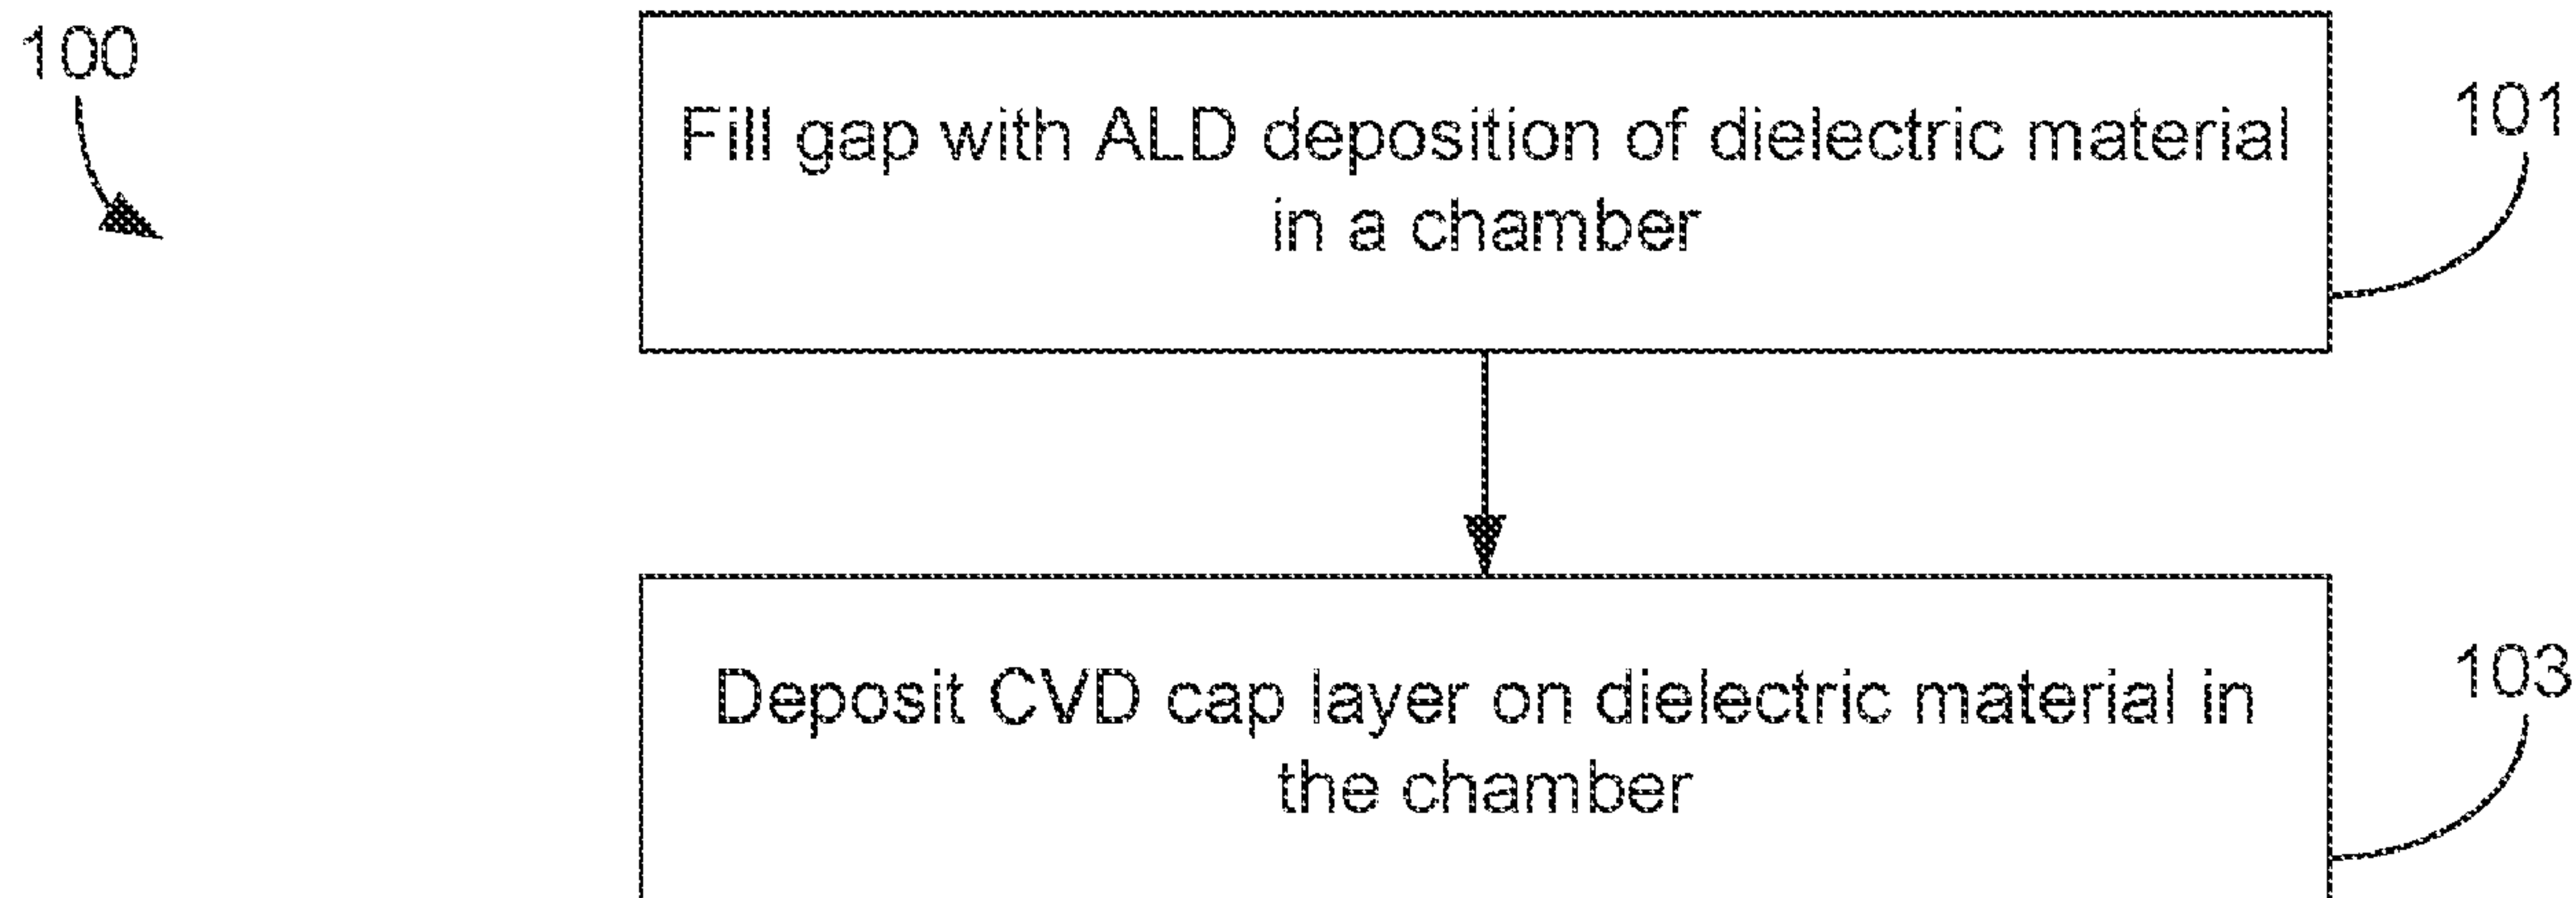 100
Fill gap with ALD deposition of dielectric material
in a chamber
101
Deposit CVD cap layer on dielectric material in
the chamber
103